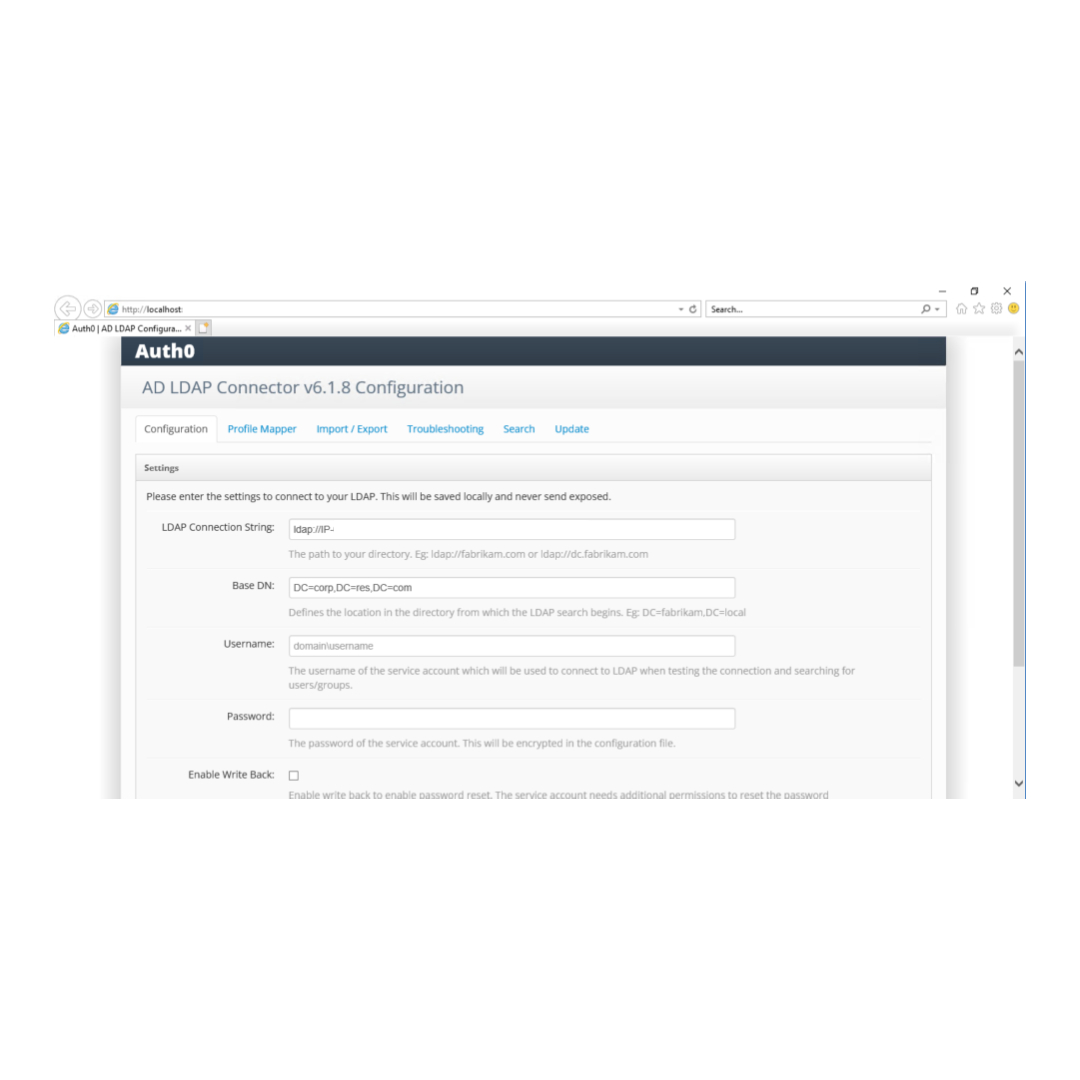 http://localhost:
Search...
Auth0 | AD LDAP Configura...
Auth0
AD LDAP Connector v6.1.8 Configuration
Configuration Profile Mapper Import / Export Troubleshooting Search Update
Settings
Please enter the settings to connect to your LDAP. This will be saved locally and never send exposed.
LDAP Connection String: ldap://IP-
The path to your directory. Eg: ldap://fabrikam.com or ldap://dc.fabrikam.com
Base DN: DC=corp,DC=res,DC=com
Defines the location in the directory from which the LDAP search begins. Eg: DC=fabrikam,DC=local
Username: domain\username
The username of the service account which will be used to connect to LDAP when testing the connection and searching for
users/groups.
Password:
The password of the service account. This will be encrypted in the configuration file.
Enable Write Back:
Enable write back to enable password reset. The service account needs additional permissions to reset the password